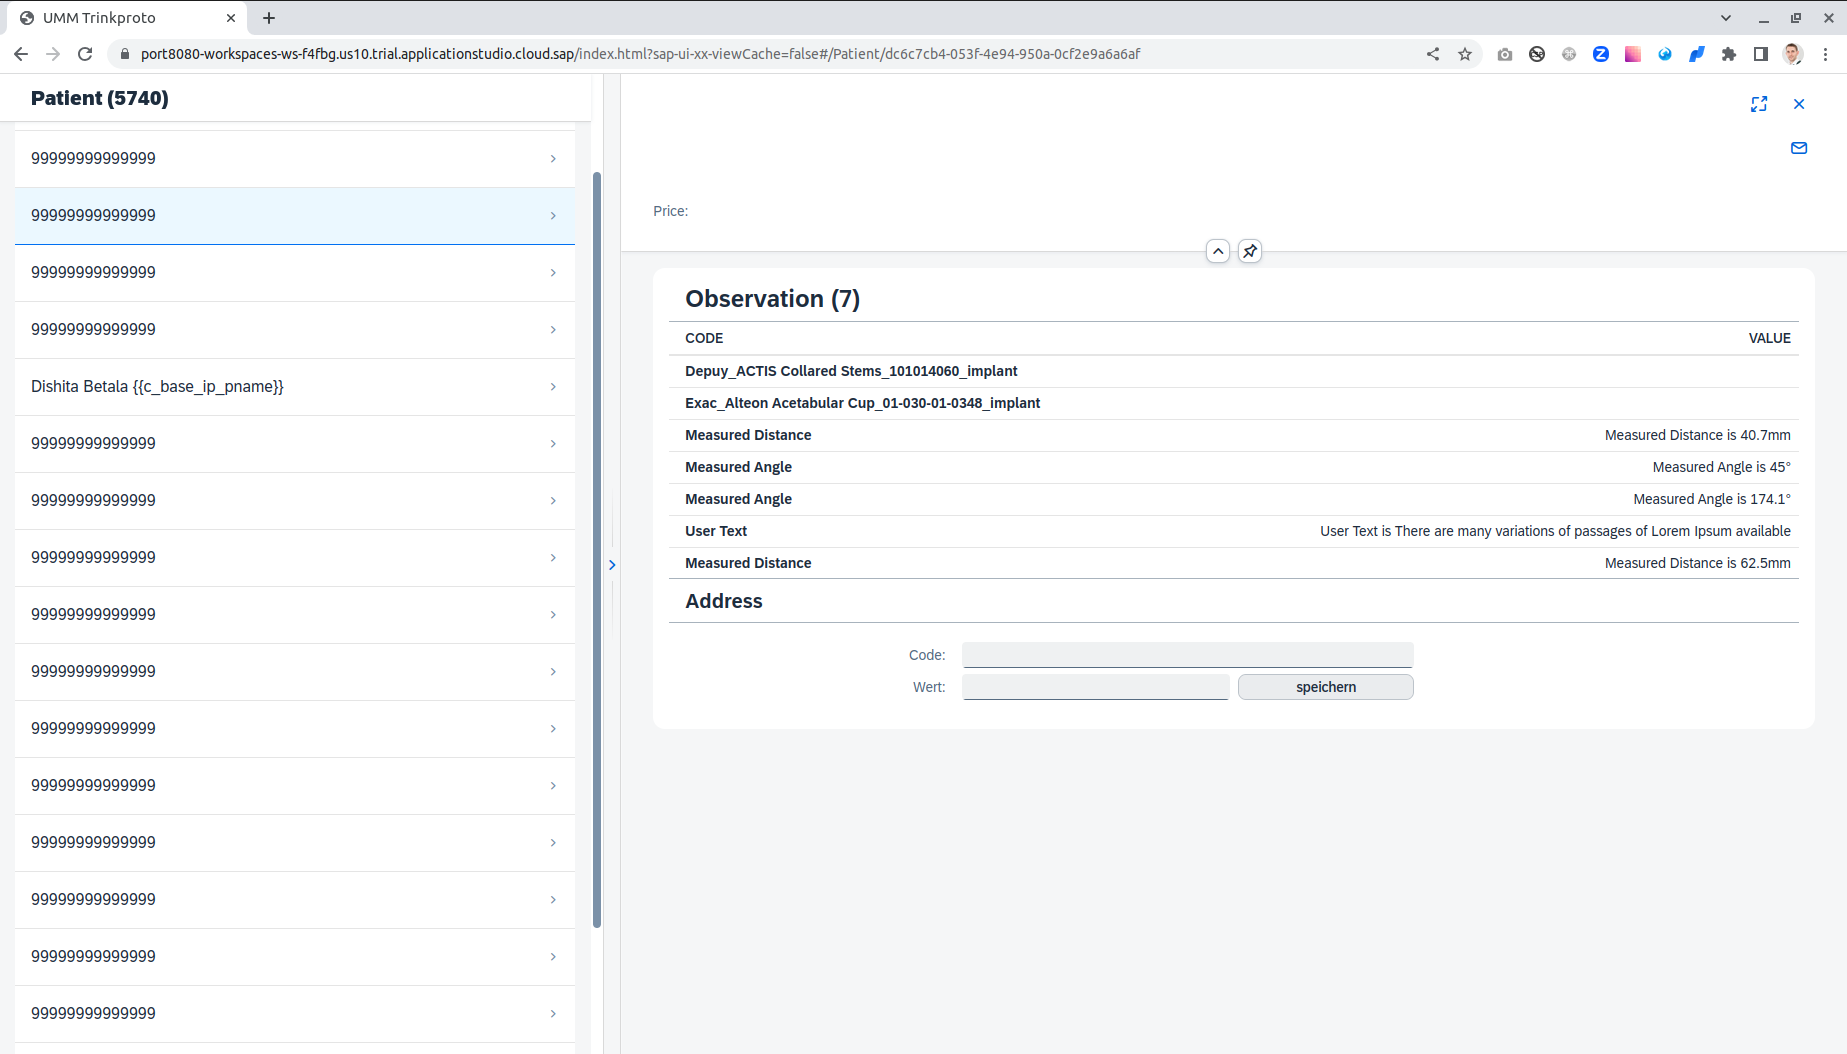 UMM Trinkproto
port8080-workspaces-ws-f4fbg.us10.trial.applicationstudio.cloud.sap/index.html?sap-ui-xx-viewCache=false#/Patient/dc6c7cb4-053f-4e94-950a-0cf2e9a6a6af
Patient (5740)
99999999999999
99999999999999
99999999999999
99999999999999
Dishita Betala {{c_base_ip_pname}}
99999999999999
99999999999999
99999999999999
99999999999999
99999999999999
99999999999999
99999999999999
99999999999999
99999999999999
99999999999999
99999999999999
Price:
Observation (7)
CODE VALUE
Depuy_ACTIS Collared Stems_101014060_implant
Exac_Alteon Acetabular Cup_01-030-01-0348_implant
Measured Distance Measured Distance is 40.7mm
Measured Angle Measured Angle is 45°
Measured Angle Measured Angle is 174.1°
User Text User Text is There are many variations of passages of Lorem Ipsum available
Measured Distance Measured Distance is 62.5mm
Address
Code:
Wert: speichern